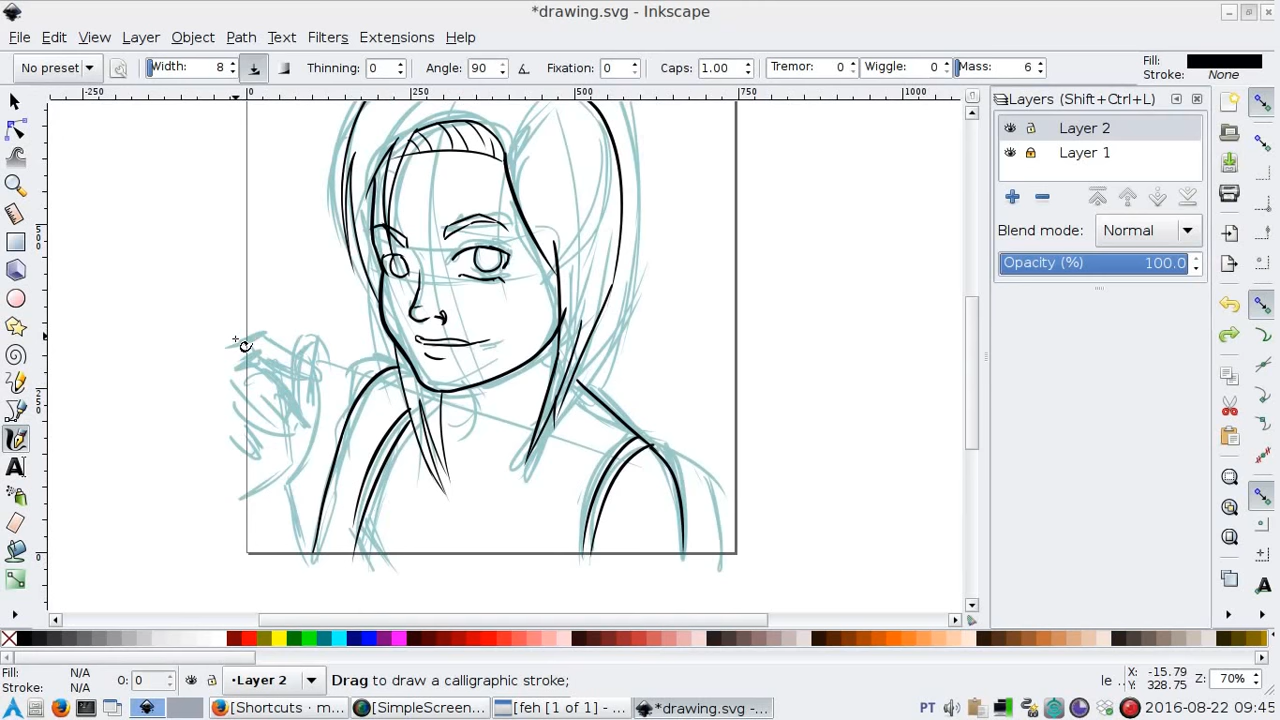 *drawing.svg - Inkscape
File Edit View Layer Object Path Text Filters Extensions Help
No preset Width: 8 Thinning: 0 Angle: 90 Fixation: 0 Caps: 1.00 Tremor: 0 Wiggle: 0 Mass: 6 Fill:
Stroke: None
-250 0 250 500 750 1000
Layers (Shift+Ctrl+L)
Layer 2
Layer 1
Blend mode: Normal
Opacity (%) 100.0
500
250
0
Fill: N/A
Stroke: N/A
O: 0
•Layer 2
Drag to draw a calligraphic stroke;
le ..
X: -15.79
Y: 328.75
Z: 70%
[Shortcuts · m... [SimpleScreen... [feh [1 of 1] - ... *drawing.svg -... PT 2016-08-22 09:45